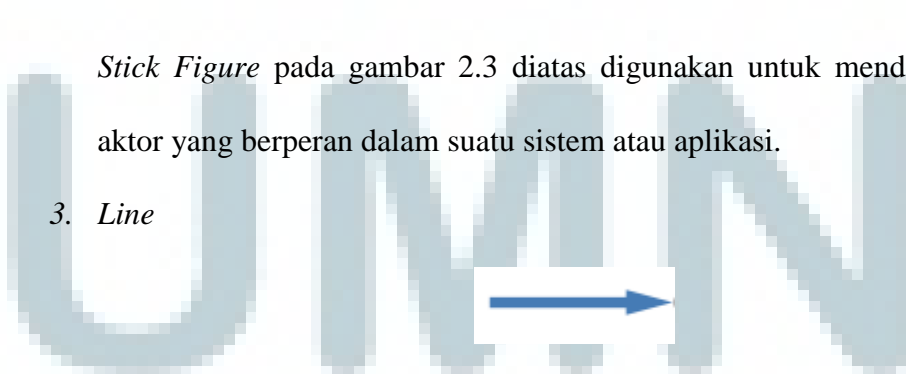 Stick Figure pada gambar 2.3 diatas digunakan untuk mend
aktor yang berperan dalam suatu sistem atau aplikasi.
3. Line
UMN